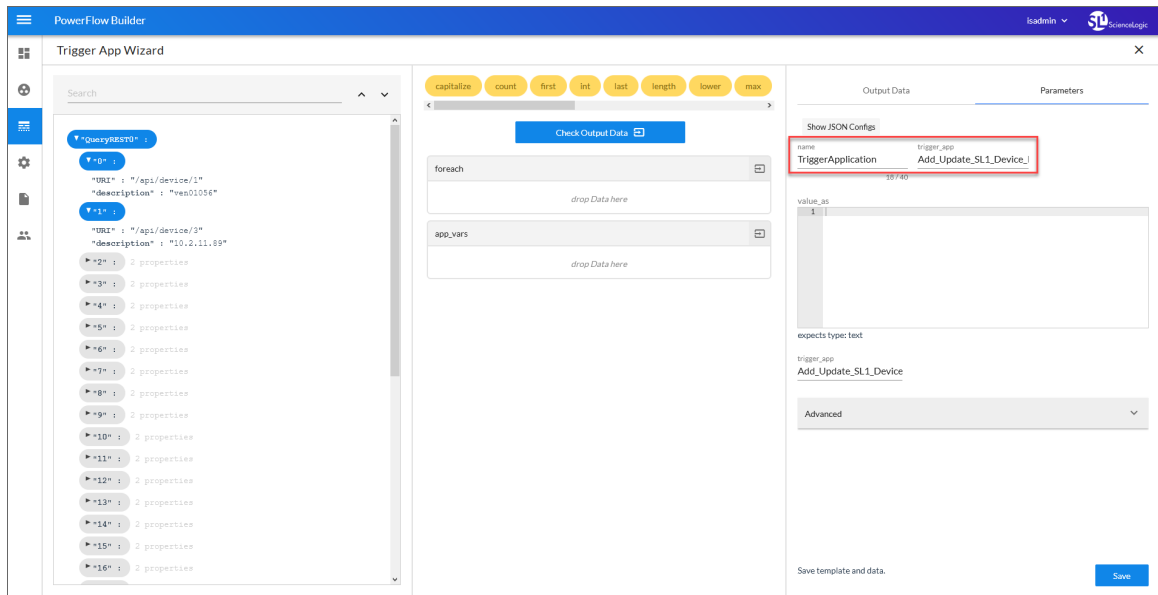 PowerFlow Builder
isadmin
SL ScienceLogic
Trigger App Wizard
Search
"QueryREST0" :
"0" :
"URI" : "/api/device/1"
"description" : "ven01056"
"1" :
"URI" : "/api/device/3"
"description" : "10.2.11.89"
"2" : 2 properties
"3" : 2 properties
"4" : 2 properties
"5" : 2 properties
"6" : 2 properties
"7" : 2 properties
"8" : 2 properties
"9" : 2 properties
"10" : 2 properties
"11" : 2 properties
"12" : 2 properties
"13" : 2 properties
"14" : 2 properties
"15" : 2 properties
"16" : 2 properties
capitalize count first int last length lower max
Check Output Data
foreach
drop Data here
app_vars
drop Data here
Output Data Parameters
Show JSON Configs
name trigger_app
TriggerApplication Add_Update_SL1_Device_
18 / 40
value_as
1
expects type: text
trigger_app
Add_Update_SL1_Device
Advanced
Save template and data.
Save